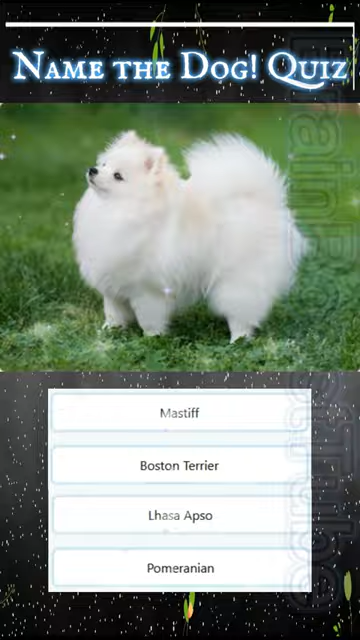 Name the Dog! Quiz
Mastiff
Boston Terrier
Lhasa Apso
Pomeranian